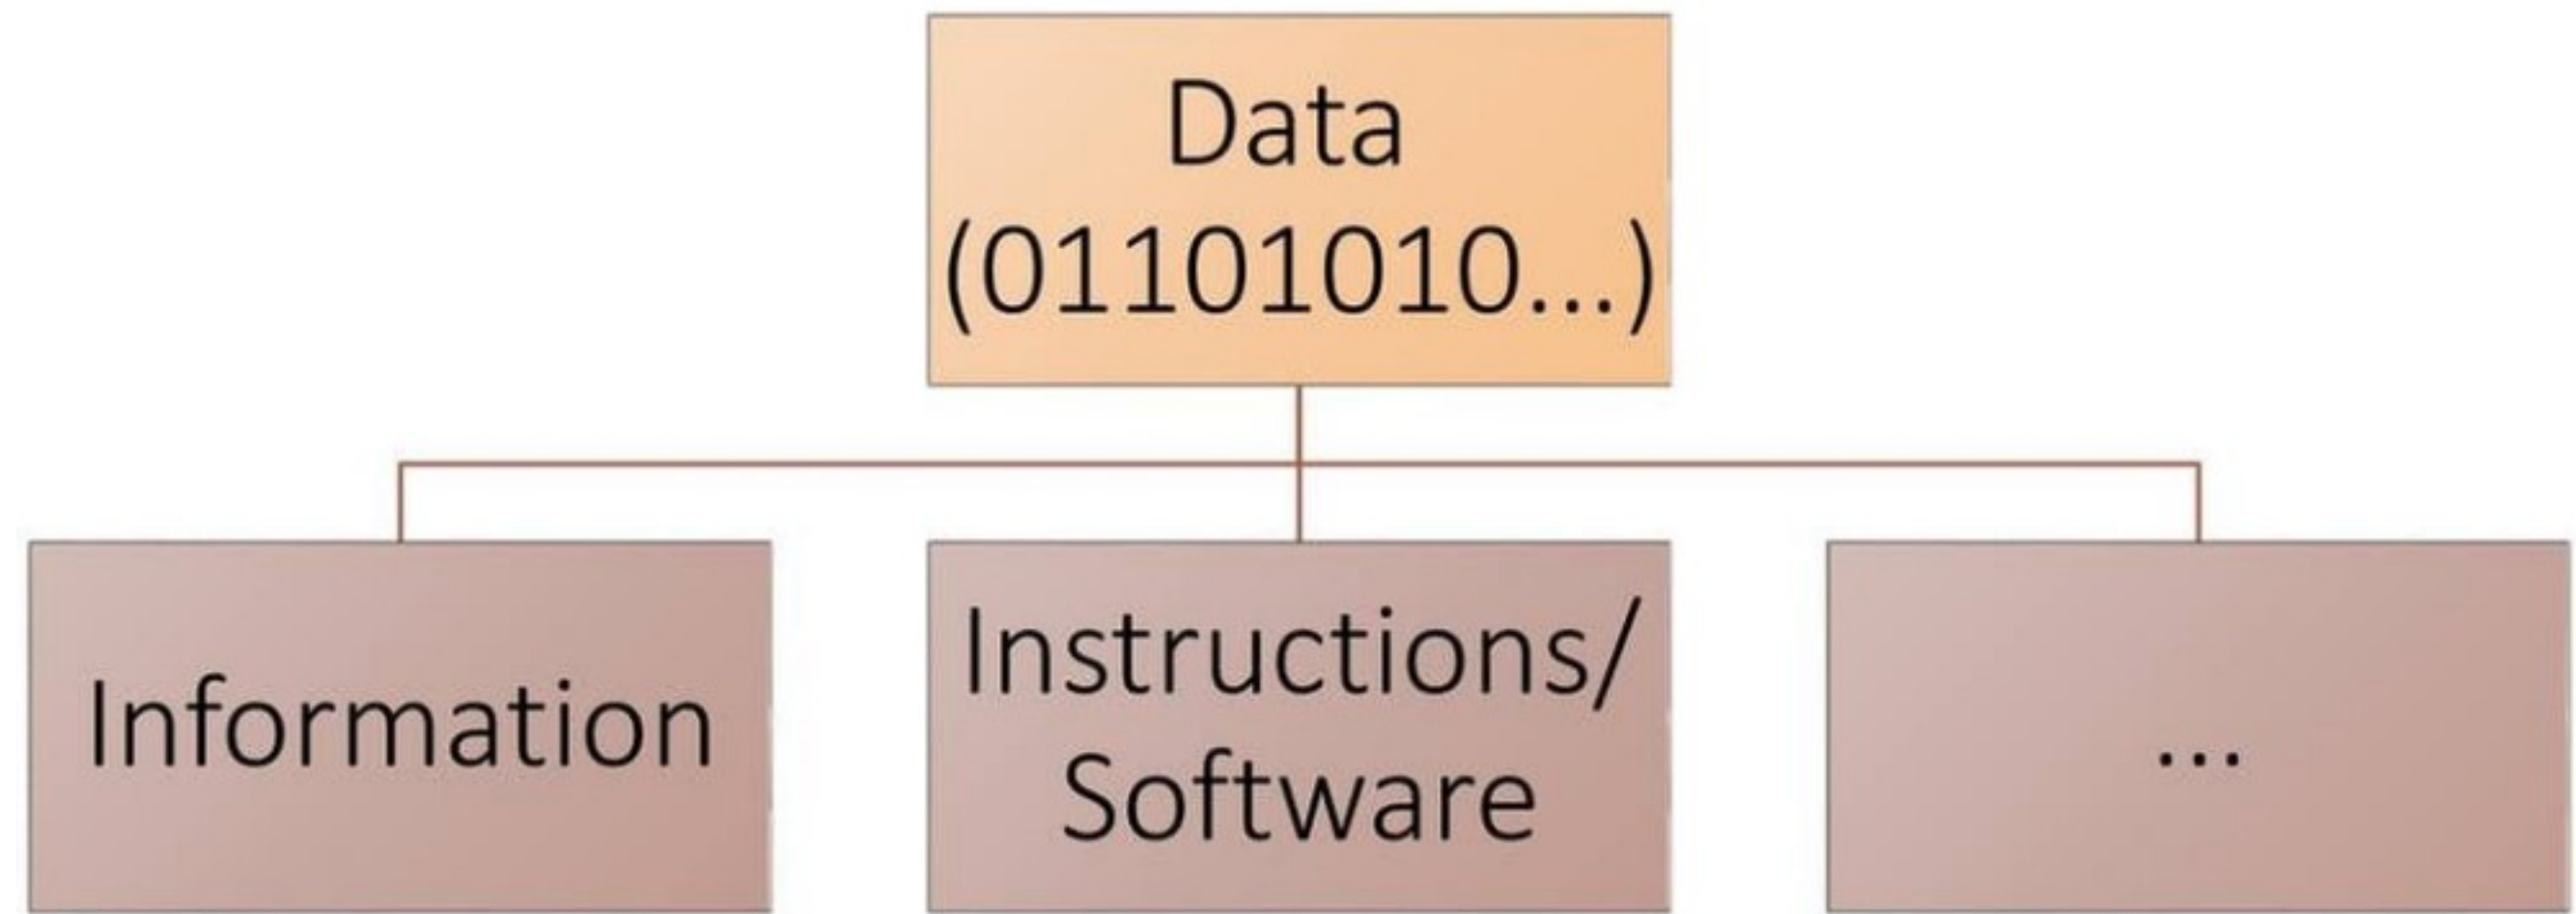 Data
(01101010...)
Information
Instructions/
Software
...